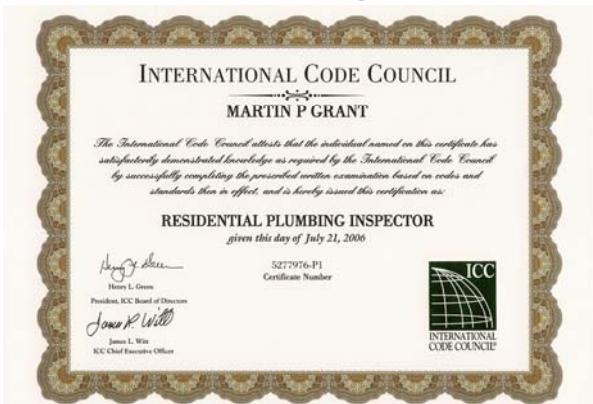 INTERNATIONAL CODE COUNCIL
MARTIN P GRANT
The International Code Council attests that the individual named on this certificate has
satisfactorily demonstrated knowledge as required by the International Code Council
by successfully completing the prescribed written examination based on codes and
standards then in effect, and is hereby issued this certification as:
RESIDENTIAL PLUMBING INSPECTOR
given this day of July 21, 2006
5277976-P1
Certificate Number
Henry L. Green
President, ICC Board of Directors
James L. Witt
ICC Chief Executive Officer
ICC
INTERNATIONAL
CODE COUNCIL®